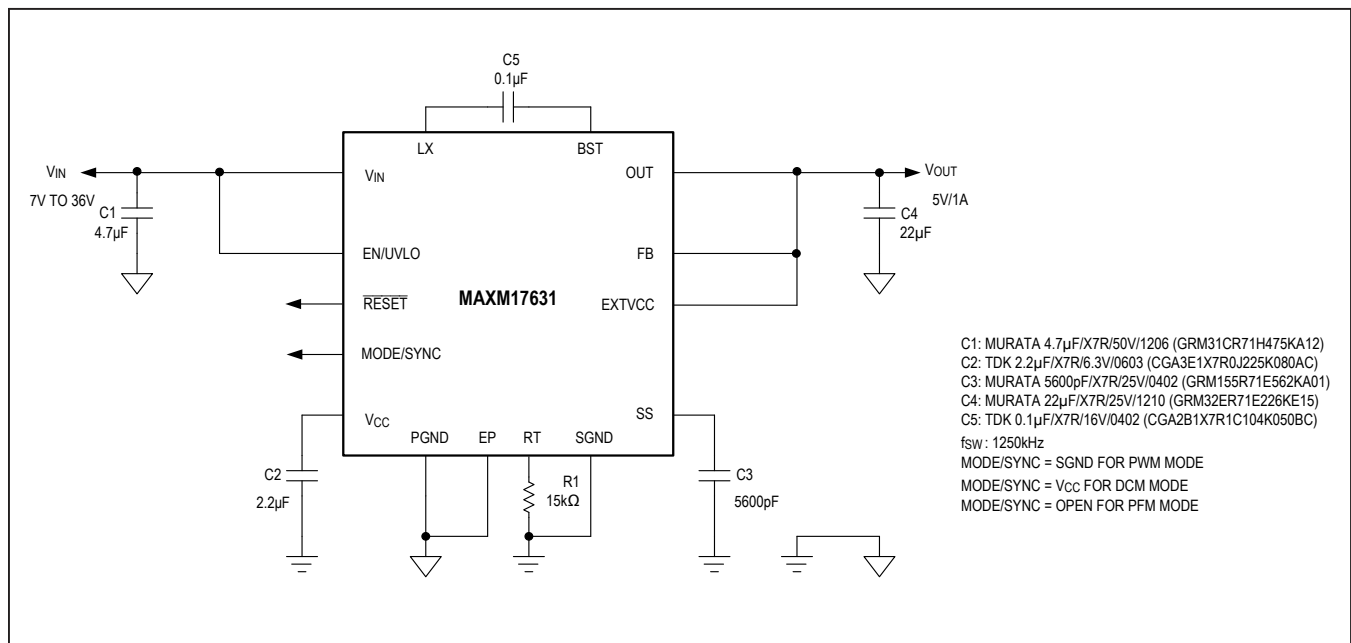 C5
0.1µF
LX
BST
VIN
7V TO 36V
C1
4.7µF
VIN
EN/UVLO
RESET
MODE/SYNC
VCC
MAXM17631
OUT
FB
EXTVCC
SS
VOUT
5V/1A
C4
22µF
PGND
EP
RT
SGND
C2
2.2µF
R1
15kΩ
C3
5600pF
C1: MURATA 4.7µF/X7R/50V/1206 (GRM31CR71H475KA12)
C2: TDK 2.2µF/X7R/6.3V/0603 (CGA3E1X7R0J225K080AC)
C3: MURATA 5600pF/X7R/25V/0402 (GRM155R71E562KA01)
C4: MURATA 22µF/X7R/25V/1210 (GRM32ER71E226KE15)
C5: TDK 0.1µF/X7R/16V/0402 (CGA2B1X7R1C104K050BC)
fSW : 1250kHz
MODE/SYNC = SGND FOR PWM MODE
MODE/SYNC = VCC FOR DCM MODE
MODE/SYNC = OPEN FOR PFM MODE